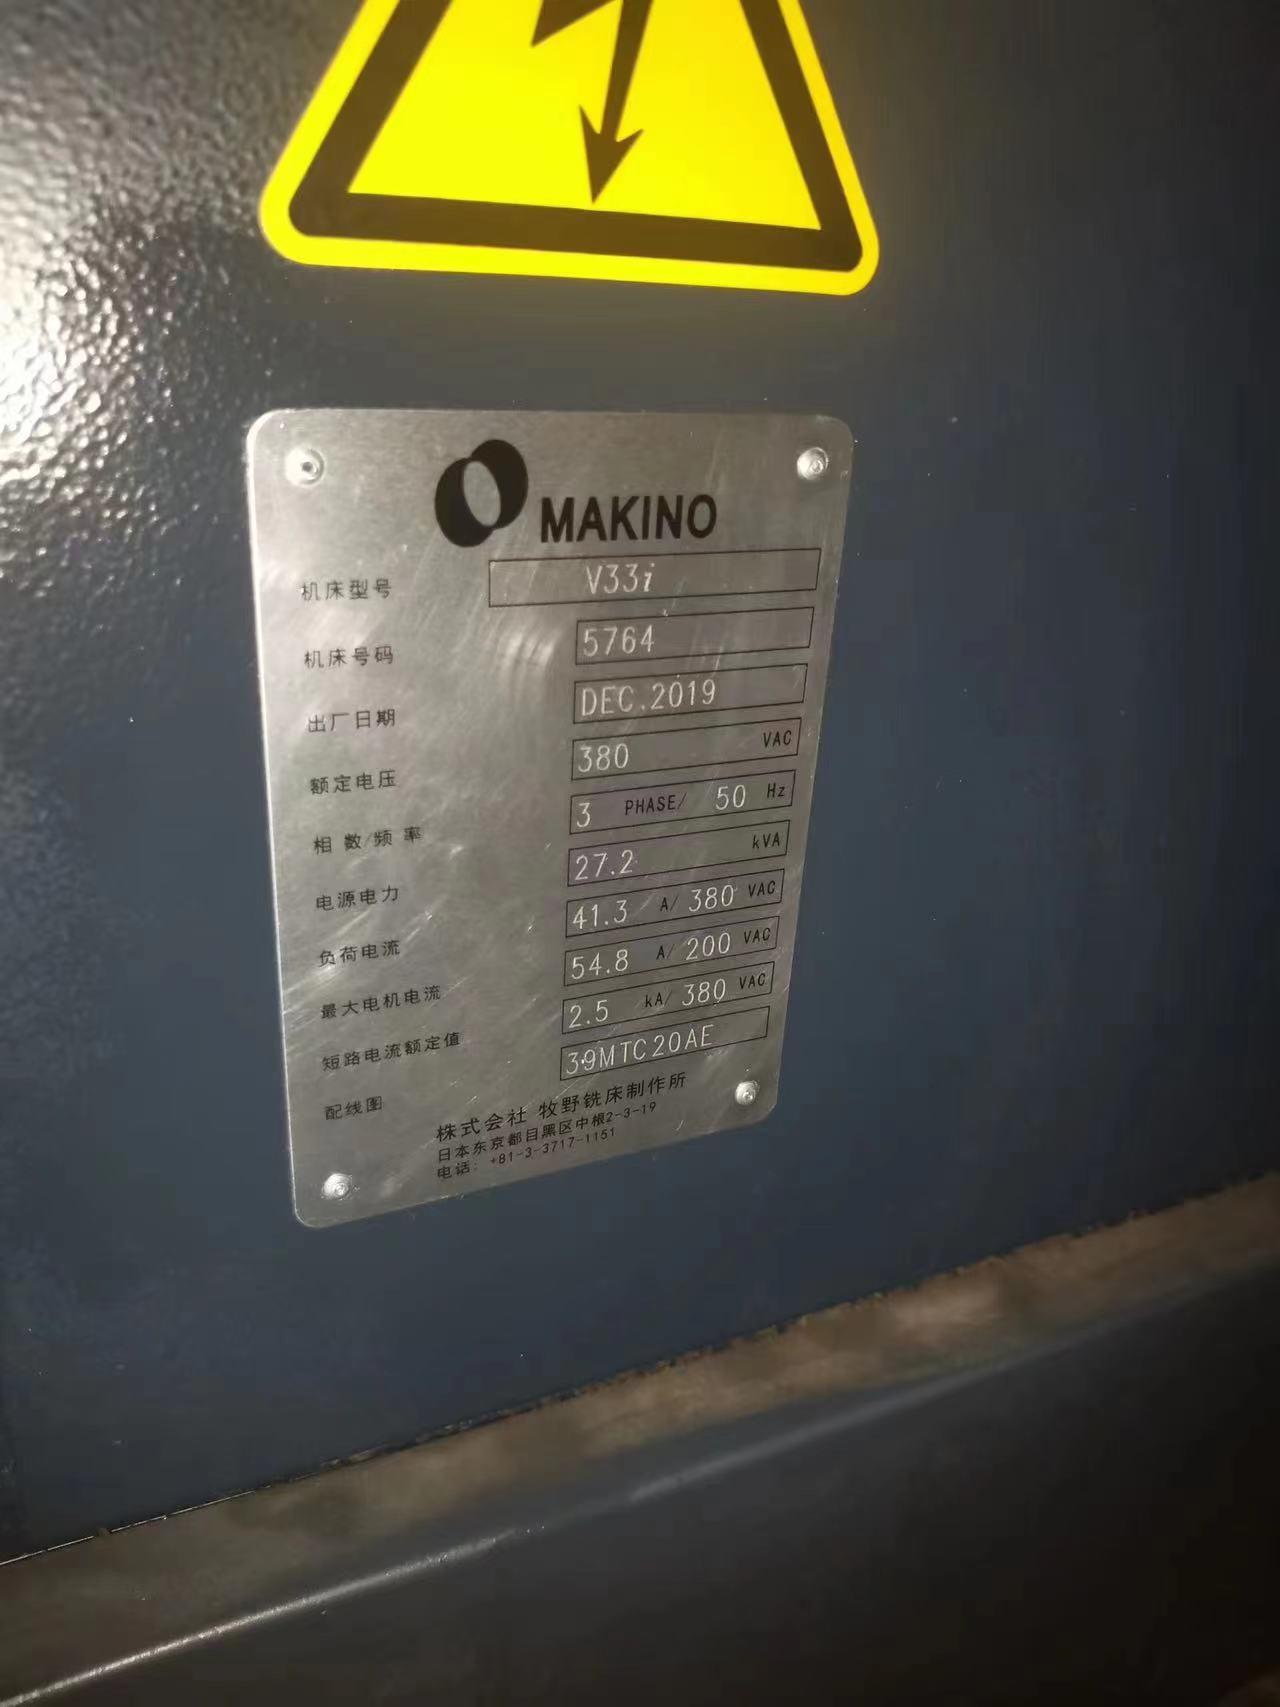 MAKINO
机床型号 V33i
机床号码 5764
出厂日期 DEC.2019
额定电压 380 VAC
相数/频率 3 PHASE/ 50 Hz
电源电力 27.2 kVA
负荷电流 41.3 A/ 380 VAC
最大电机电流 54.8 A/ 200 VAC
短路电流额定值 2.5 kA/ 380 VAC
配线图 39MTC20AE
株式会社 牧野铣床制作所
日本东京都目黑区中根2-3-19
电话: +81-3-3717-1151